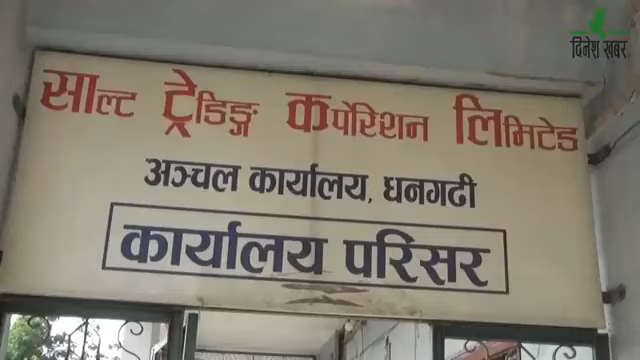 दिनेश खबर
साल्ट ट्रेडिङ्ग कर्पोरेशन लिमिटेड
अञ्चल कार्यालय, धनगढी
कार्यालय परिसर